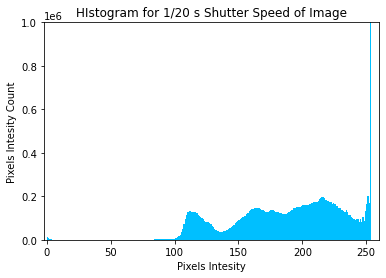 HIstogram for 1/20 s Shutter Speed of Image
1e6
1.0
0.8
0.6
0.4
0.2
0.0
Pixels Intesity Count
0 50 100 150 200 250
Pixels Intesity